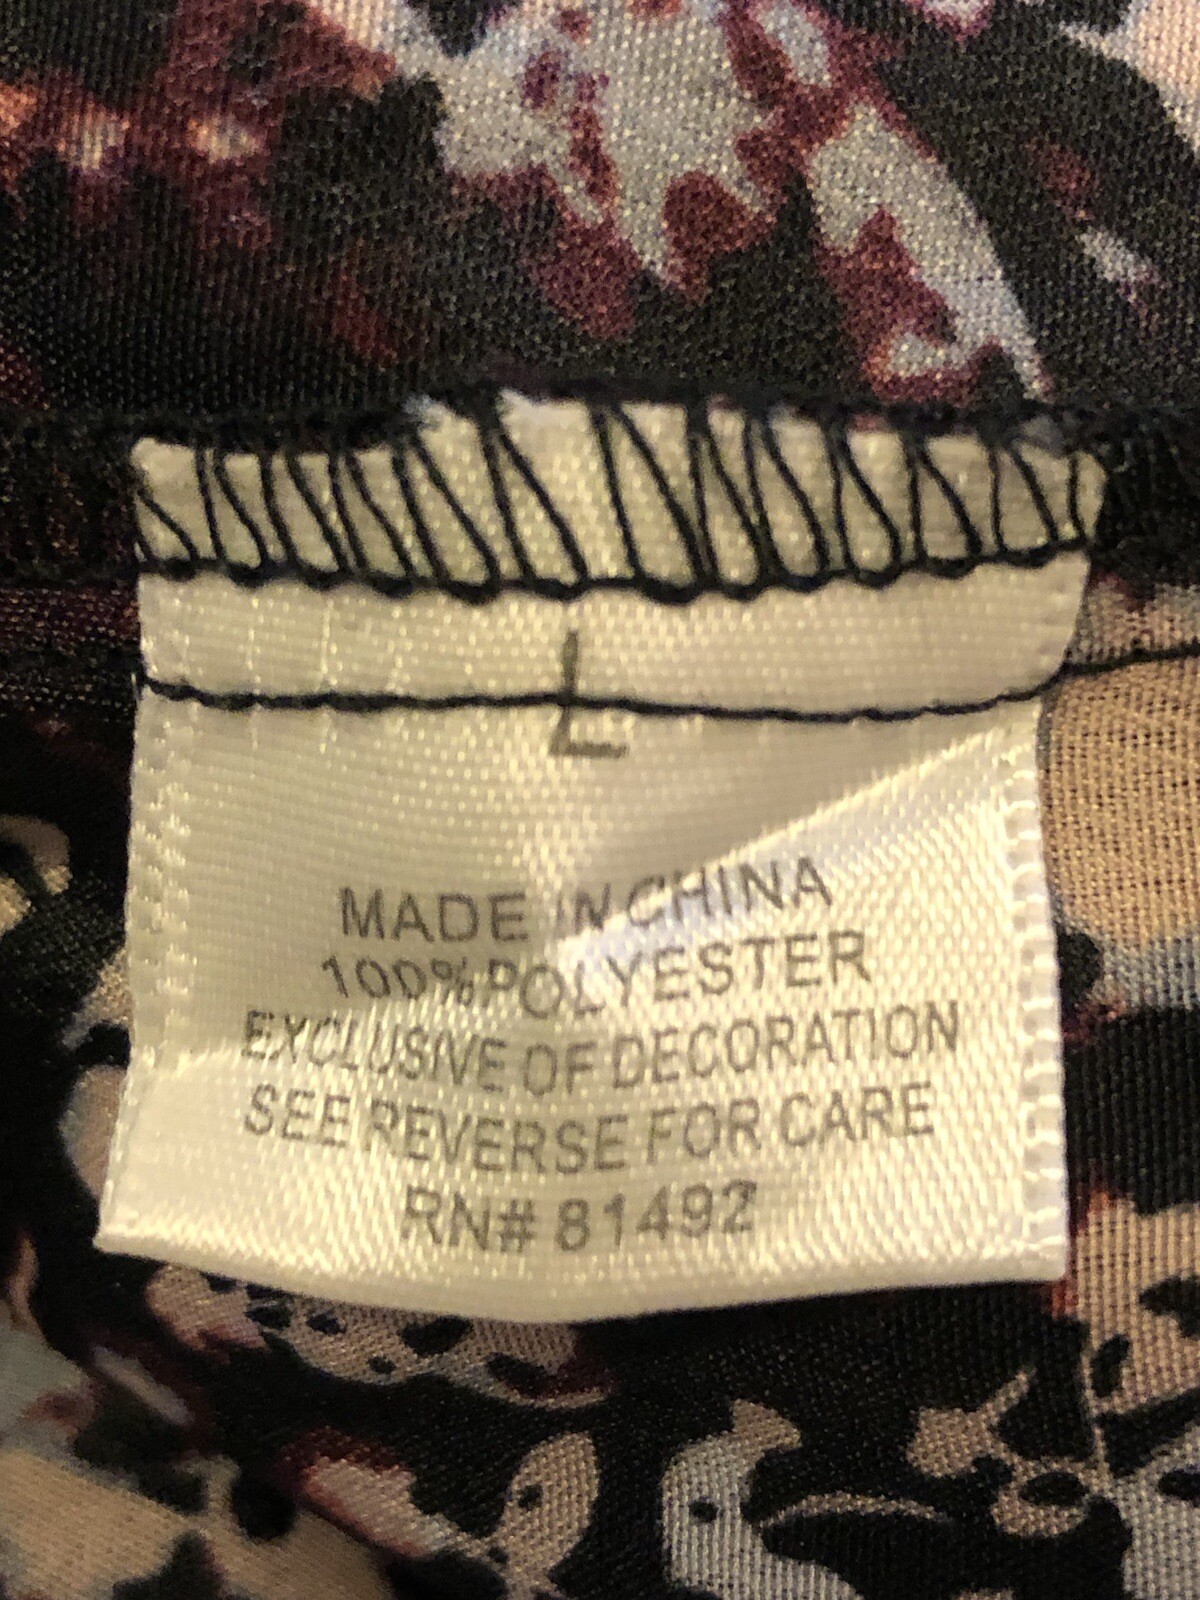 L
MADE IN CHINA
100% POLYESTER
EXCLUSIVE OF DECORATION
SEE REVERSE FOR CARE
RN# 81492